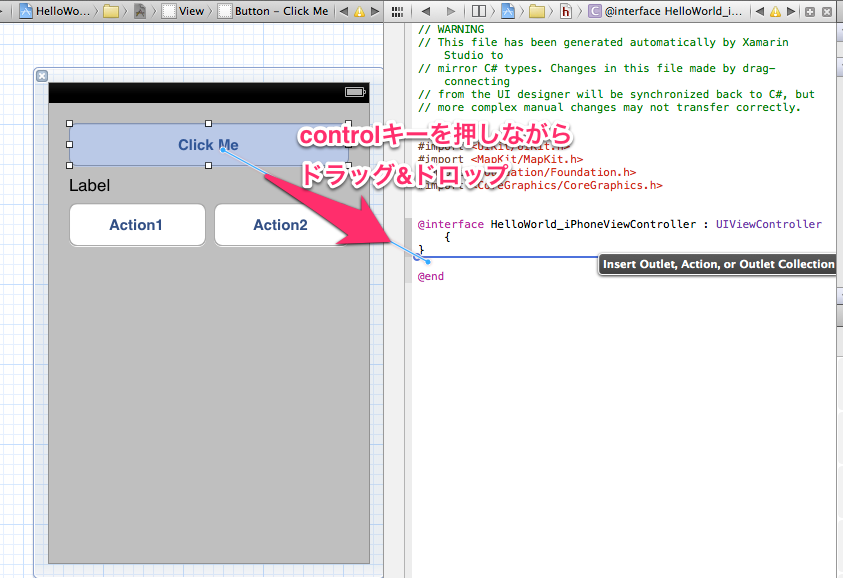 HelloWo...
View
Button – Click Me
@interface HelloWorld_i...
// WARNING
// This file has been generated automatically by Xamarin
Studio to
// mirror C# types. Changes in this file made by drag-
connecting
// from the UI designer will be synchronized back to C#, but
// more complex manual changes may not transfer correctly.
Click Me
controlキーを押しながら
ドラッグ&ドロップ
#import <UIKit/UIKit.h>
#import <MapKit/MapKit.h>
#import <Foundation/Foundation.h>
#import <CoreGraphics/CoreGraphics.h>
Label
Action1
Action2
@interface HelloWorld_iPhoneViewController : UIViewController
{
}
Insert Outlet, Action, or Outlet Collection
@end